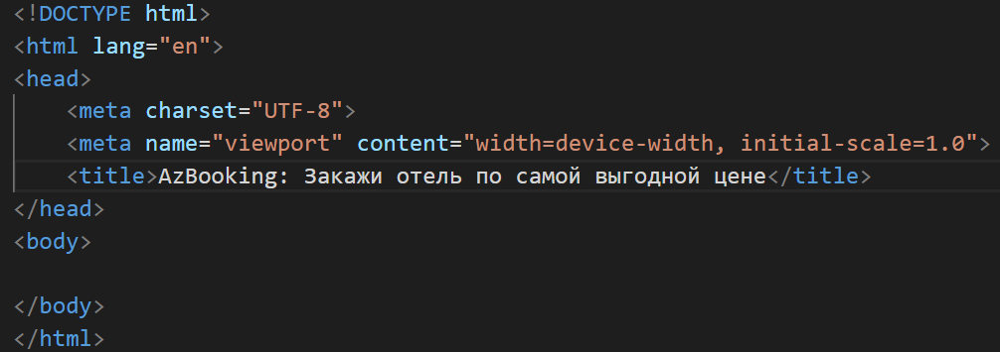 <!DOCTYPE html>
<html lang="en">
<head>
    <meta charset="UTF-8">
    <meta name="viewport" content="width=device-width, initial-scale=1.0">
    <title>AzBooking: Закажи отель по самой выгодной цене</title>
</head>
<body>

</body>
</html>